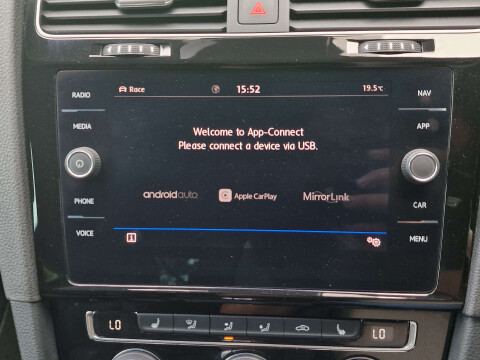 RADIO
MEDIA
PHONE
VOICE
Race 15:52 19.5°C
Welcome to App-Connect
Please connect a device via USB.
androidauto Apple CarPlay MirrorLink
NAV
APP
CAR
MENU
LO LO